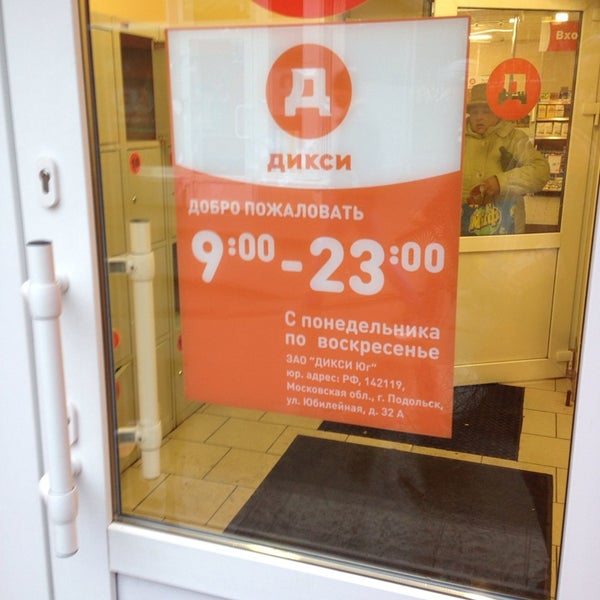 Д
ДИКСИ
ДОБРО ПОЖАЛОВАТЬ
9:00-23:00
С понедельника
по воскресенье
ЗАО "ДИКСИ Юг"
юр. адрес: РФ, 142119,
Московская обл., г. Подольск,
ул. Юбилейная, д. 32 А
Вхо
Д